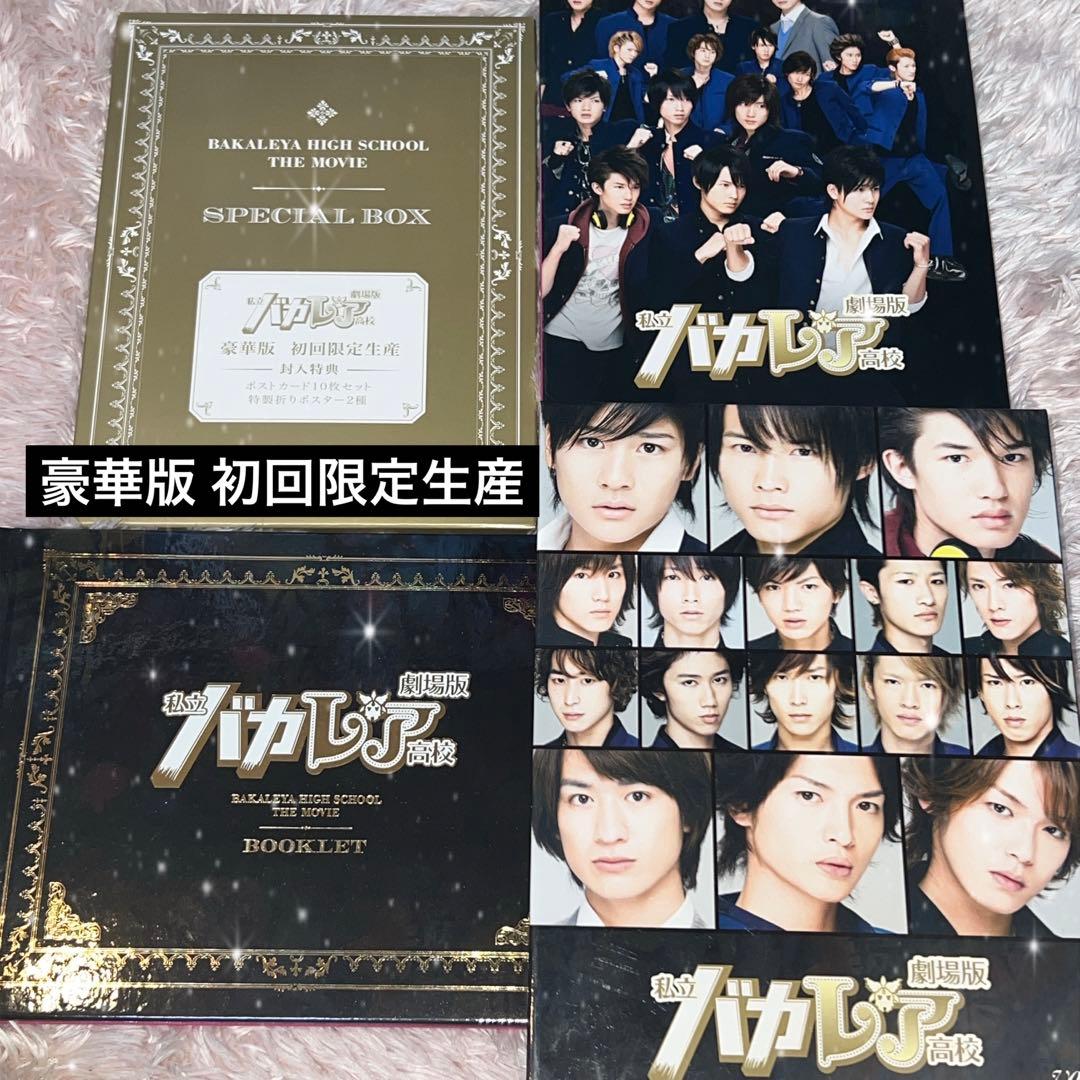 BAKALEYA HIGH SCHOOL
THE MOVIE
SPECIAL BOX
劇場版
私立バカレア高校
豪華版 初回限定生産
封入特典
ポストカード10枚セット
特製折りポスター2種
豪華版 初回限定生産
劇場版
私立バカレア高校
劇場版
私立バカレア高校
BAKALEYA HIGH SCHOOL
THE MOVIE
BOOKLET
劇場版
私立バカレア高校